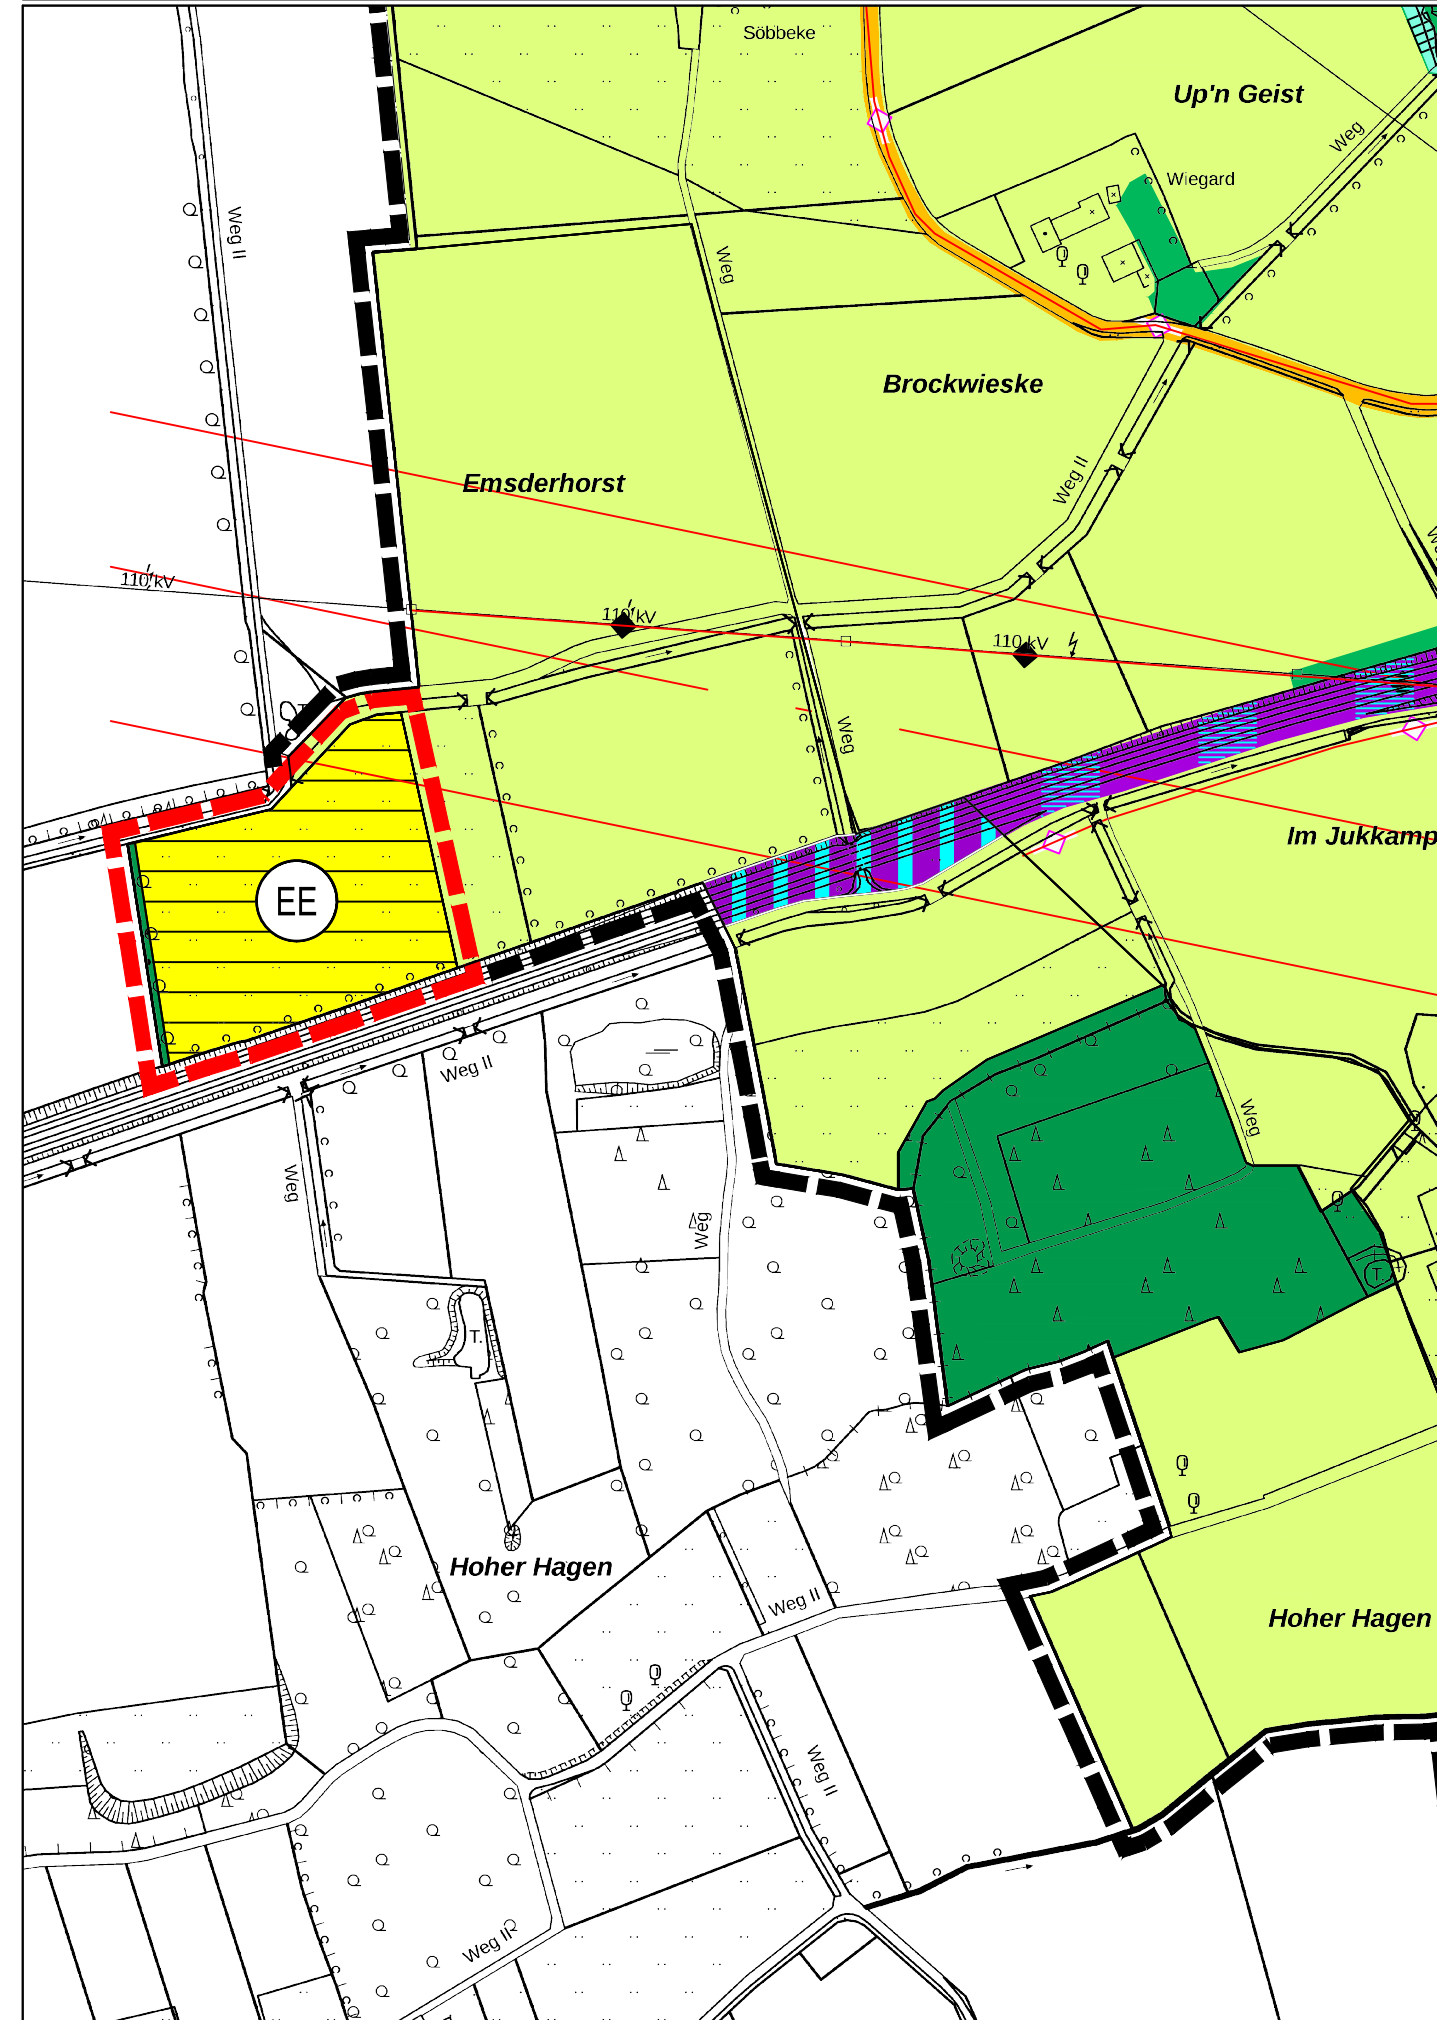 Söbbeke
Up'n Geist
Weg
Wiegard
Weg II
Weg
Brockwieske
Emsderhorst
Weg II
110 kV
110 kV
110 kV
Weg
Im Jukkamp
EE
Weg II
Weg
Weg
Weg
T.
T.
Hoher Hagen
Weg II
Hoher Hagen
Weg II
Weg II